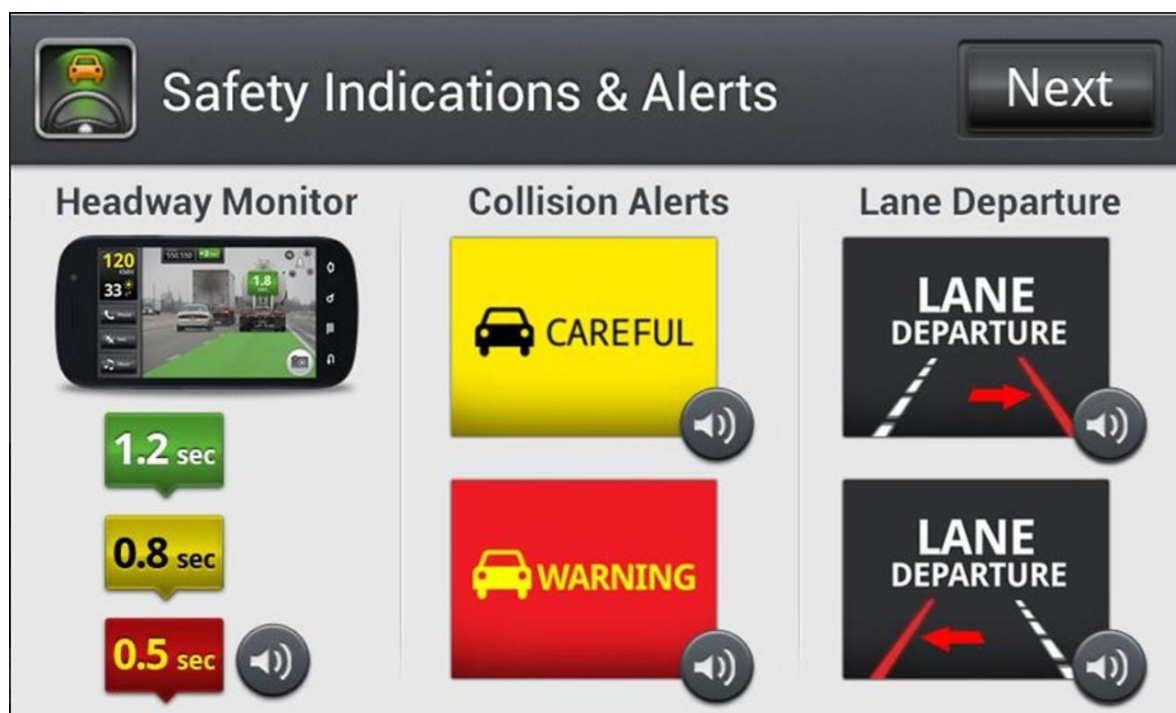 Safety Indications & Alerts
Next
Headway Monitor
120
33
1.8
1.2 sec
0.8 sec
0.5 sec
Collision Alerts
CAREFUL
WARNING
Lane Departure
LANE
DEPARTURE
LANE
DEPARTURE